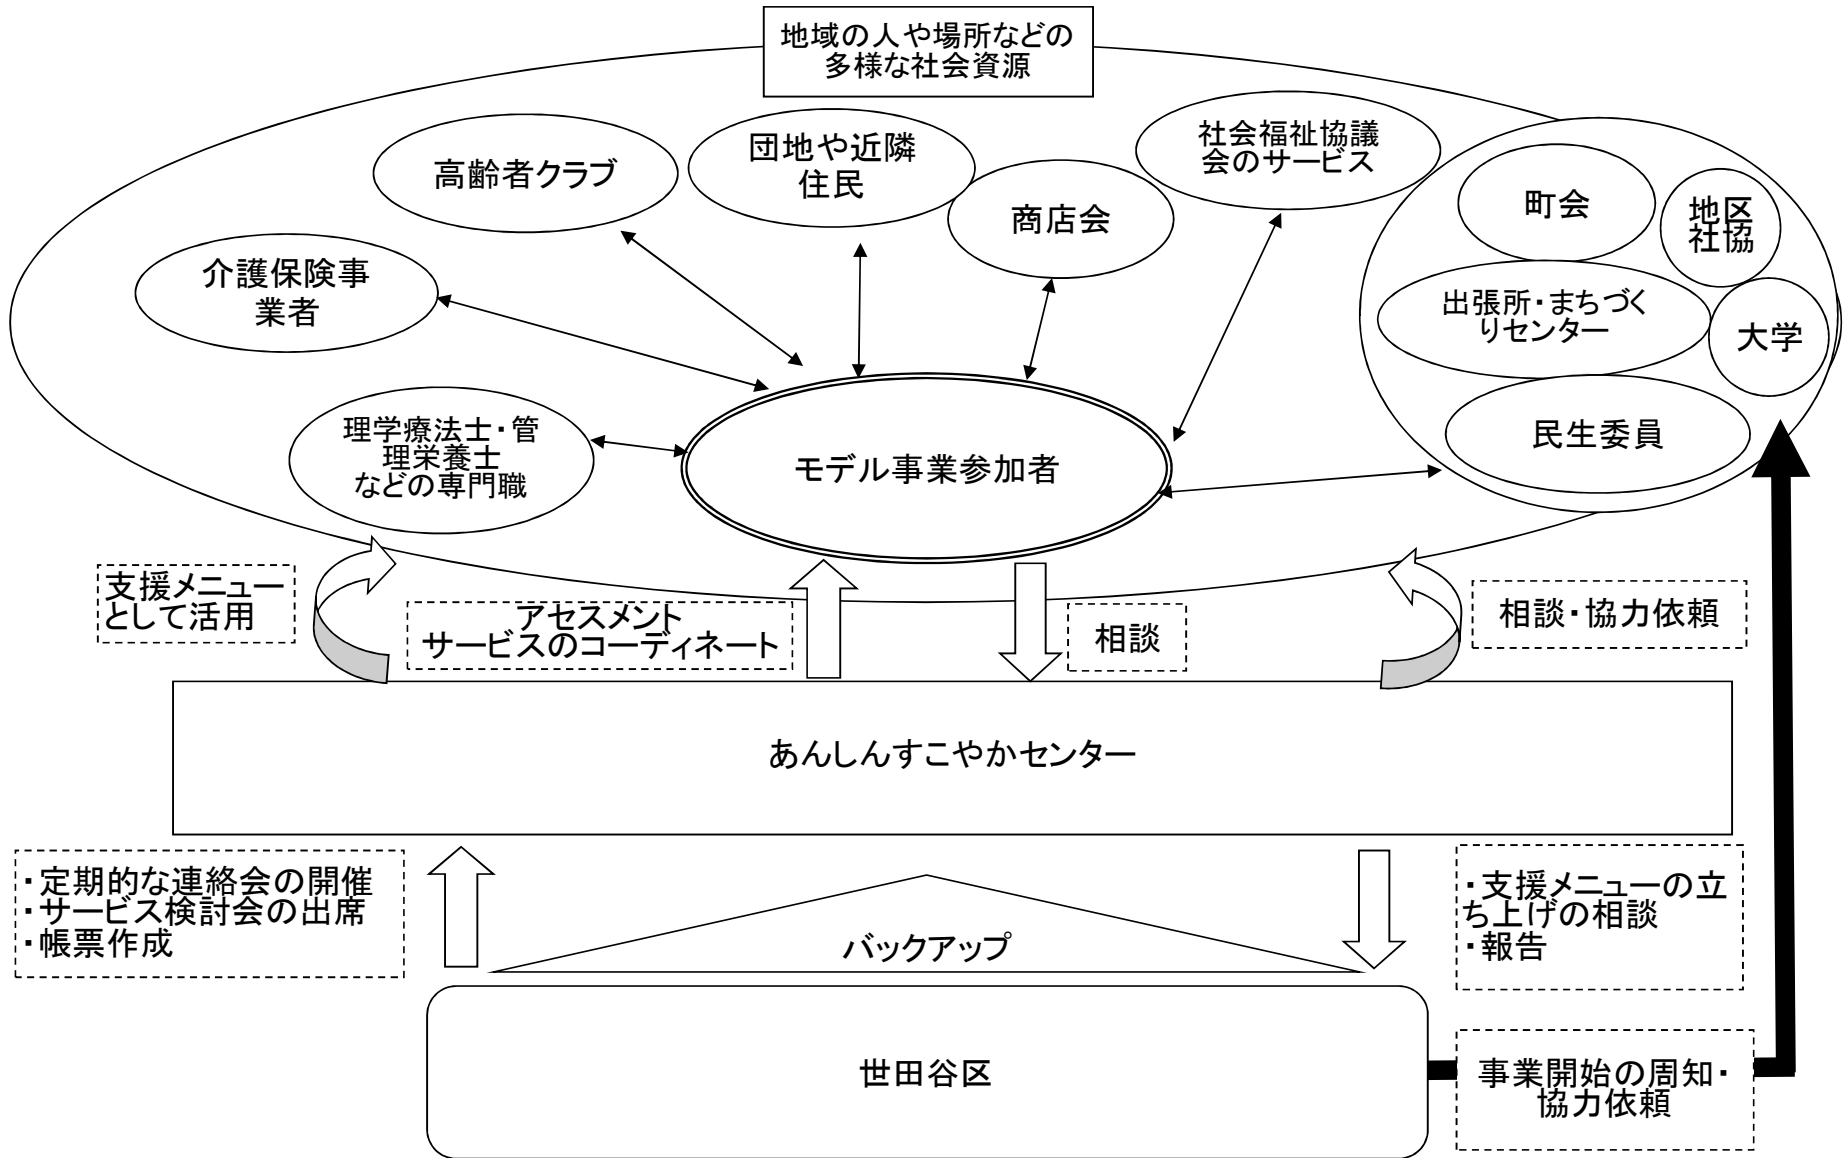 地域の人や場所などの
多様な社会資源
高齢者クラブ
団地や近隣
住民
商店会
社会福祉協議
会のサービス
町会
地区
社協
出張所・まちづく
りセンター
大学
民生委員
介護保険事
業者
理学療法士・管
理栄養士
などの専門職
モデル事業参加者
支援メニュー
として活用
アセスメント
サービスのコーディネート
相談
相談・協力依頼
あんしんすこやかセンター
・定期的な連絡会の開催
・サービス検討会の出席
・帳票作成
バックアップ
・支援メニューの立
ち上げの相談
・報告
世田谷区
事業開始の周知・
協力依頼